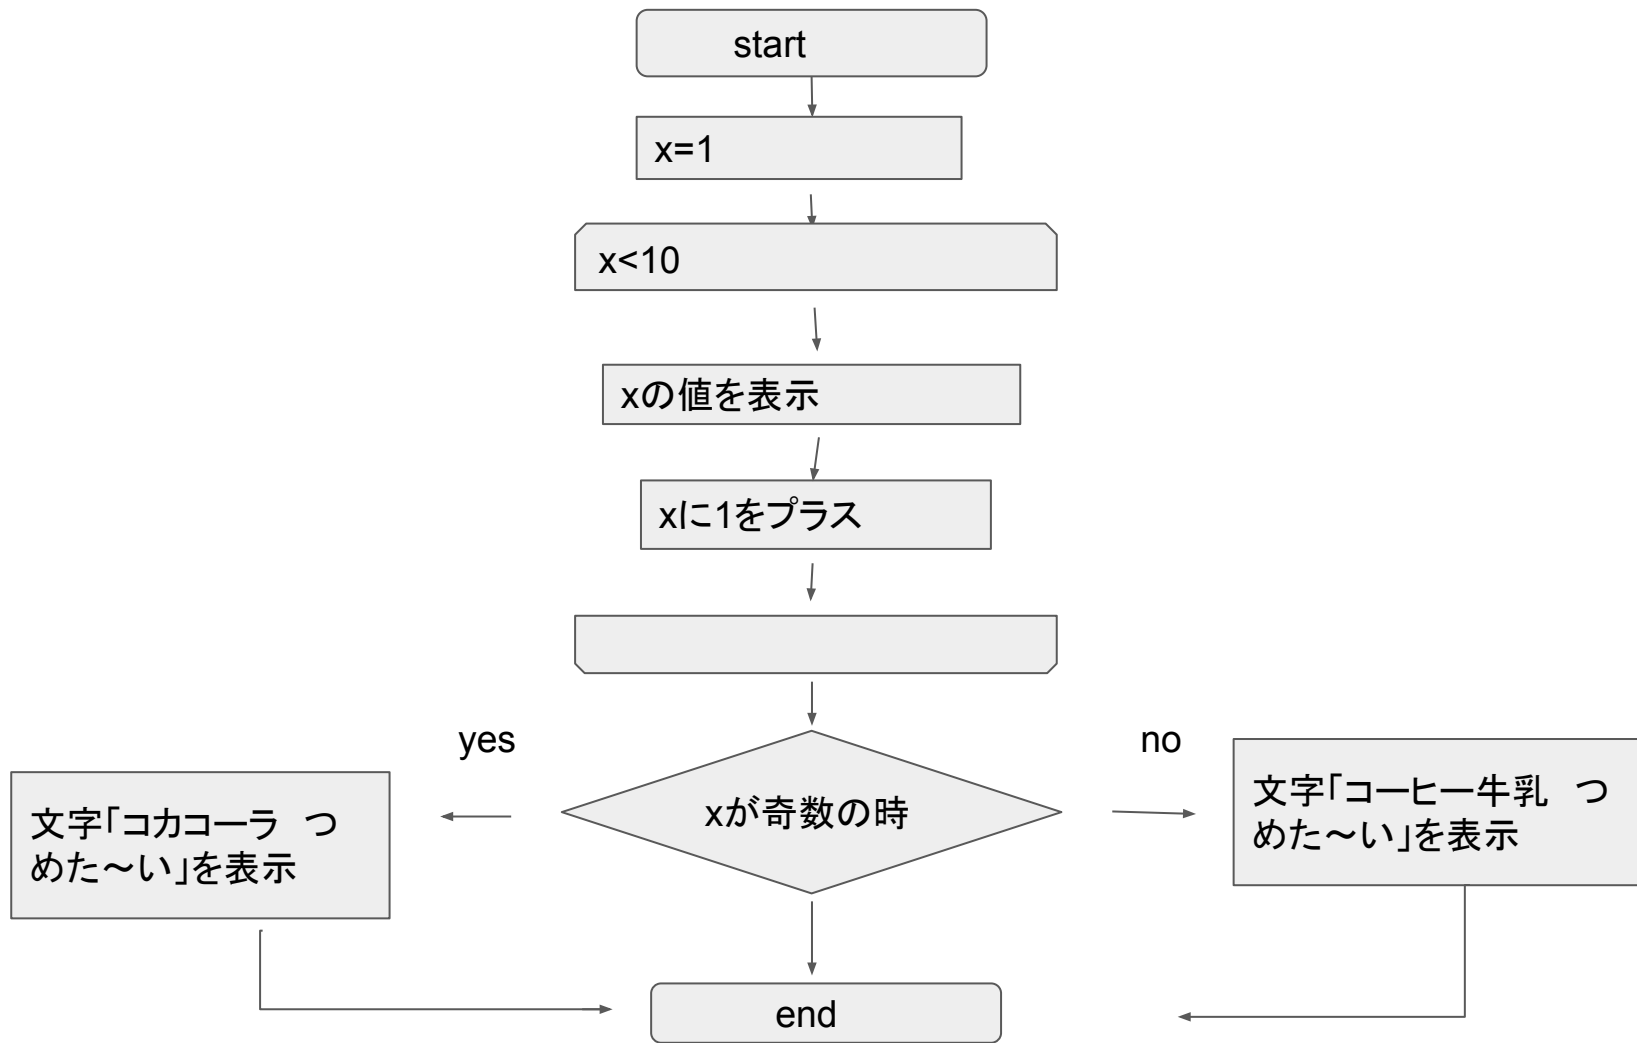 start
x=1
x<10
xの値を表示
xに1をプラス
yes
no
xが奇数の時
文字｢コカコーラ　つ
めた～い｣を表示
文字｢コーヒー牛乳　つ
めた～い｣を表示
end